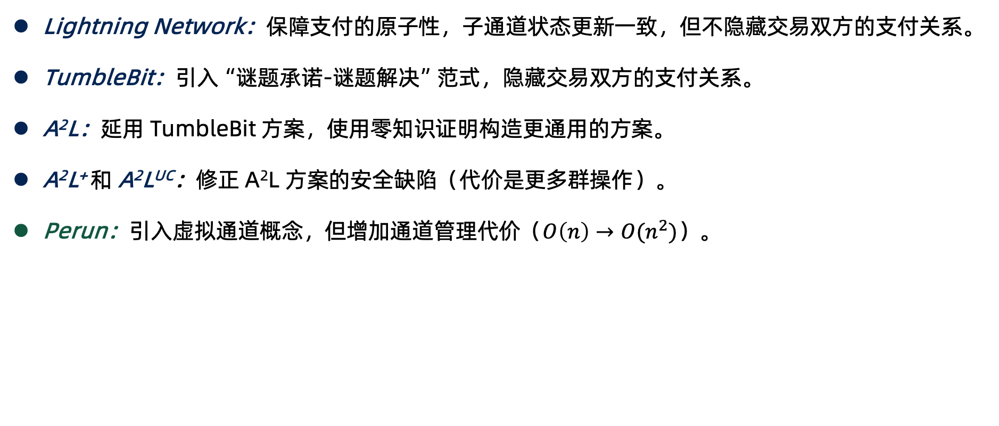 ● Lightning Network：保障支付的原子性，子通道状态更新一致，但不隐藏交易双方的支付关系。
● TumbleBit：引入“谜题承诺-谜题解决”范式，隐藏交易双方的支付关系。
● A²L：延用 TumbleBit 方案，使用零知识证明构造更通用的方案。
● A²L⁺和 A²Lᵁꟲ：修正 A²L 方案的安全缺陷（代价是更多群操作）。
● Perun：引入虚拟通道概念，但增加通道管理代价（O(n) → O(n²)）。